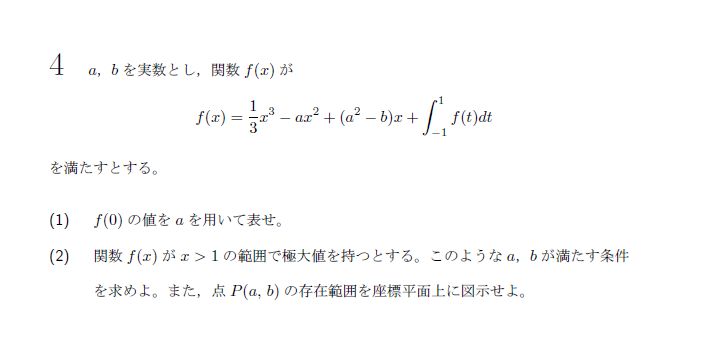 4 a，b を実数とし，関数 f(x) が
f(x) = \frac{1}{3}x^3 − ax^2 + (a^2 − b)x + \int_{-1}^{1} f(t)dt
を満たすとする。
(1) f(0) の値を a を用いて表せ。
(2) 関数 f(x) が x > 1 の範囲で極大値を持つとする。このような a，b が満たす条件
を求めよ。また，点 P(a, b) の存在範囲を座標平面上に図示せよ。